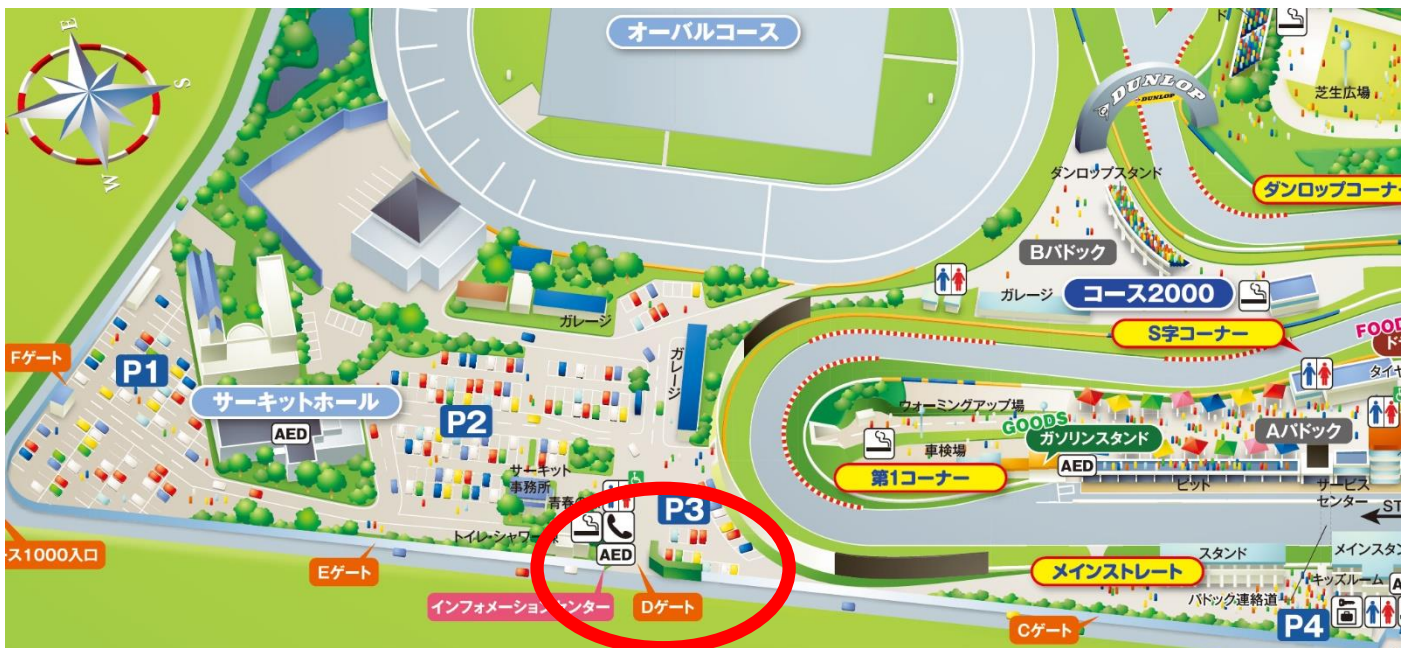 E
S
W
N
オーバルコース
DUNLOP
DUNLOP
芝生広場
ダンロップスタンド
ダンロップコーナ
Bパドック
ガレージ
コース2000
S字コーナー
FOOD
ガレージ
ガレージ
Fゲート
P1
サーキットホール
AED
P2
タイヤ
ウォーミングアップ場
GOODS
ガソリンスタンド
Aパドック
車検場
AED
第1コーナー
ピット
サービス
センター
ST
サーキット
事務所
青春の
P3
トイレ・シャワー
AED
ス1000入口
Eゲート
インフォメーションセンター
Dゲート
メインストレート
スタンド
メインスタン
キッズルーム
A
パドック連絡道
Cゲート
P4